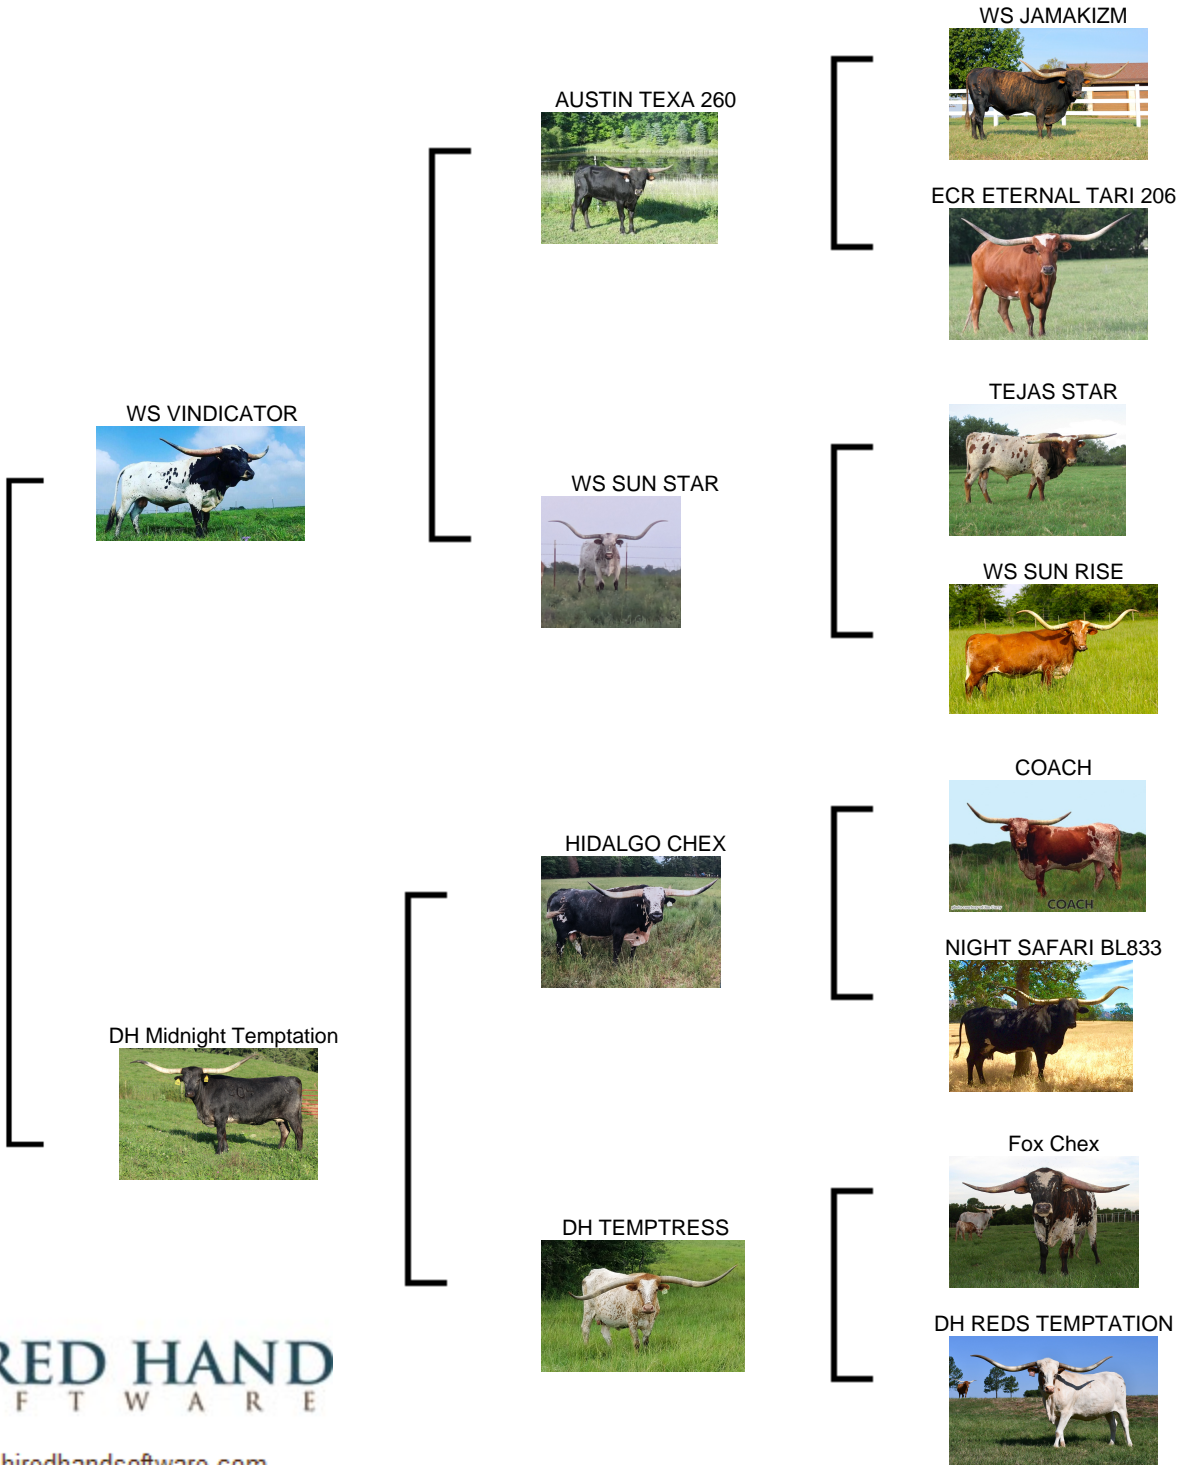 WS JAMAKIZM
AUSTIN TEXA 260
ECR ETERNAL TARI 206
TEJAS STAR
WS VINDICATOR
WS SUN STAR
WS SUN RISE
COACH
COACH
HIDALGO CHEX
NIGHT SAFARI BL833
DH Midnight Temptation
Fox Chex
DH TEMPTRESS
DH REDS TEMPTATION
RED HAND
F T W A R E
hiredhandsoftware.com